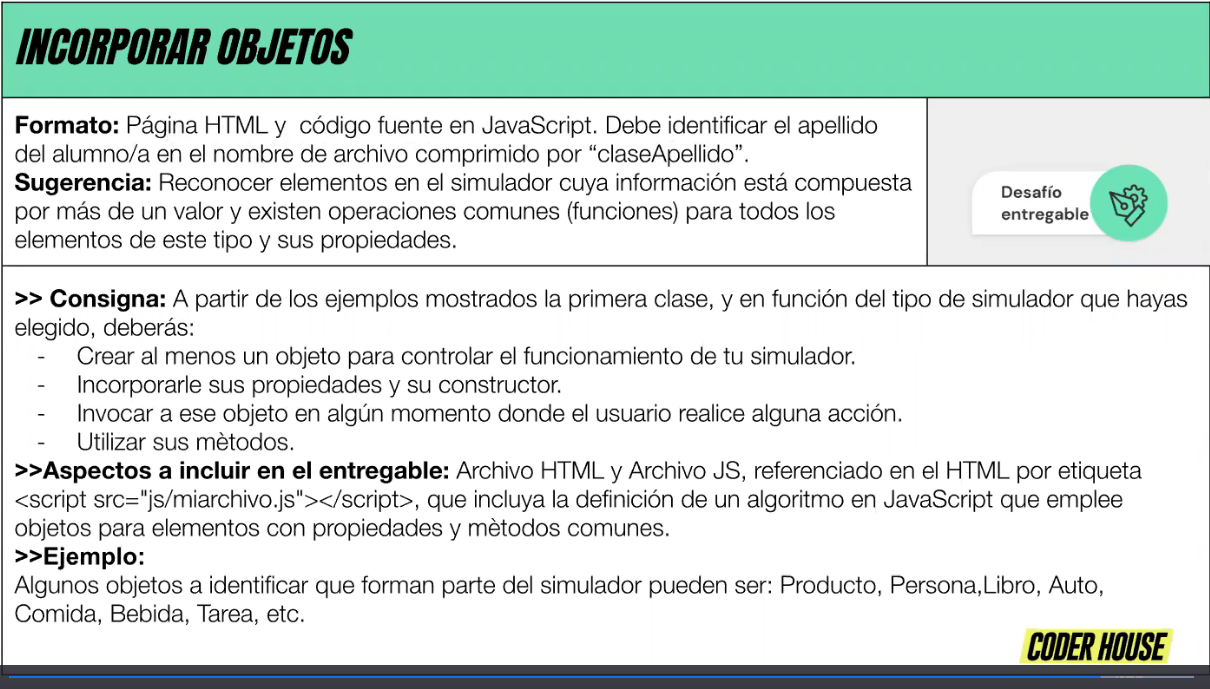 INCORPORAR OBJETOS
Formato: Página HTML y código fuente en JavaScript. Debe identificar el apellido
del alumno/a en el nombre de archivo comprimido por “claseApellido”.
Sugerencia: Reconocer elementos en el simulador cuya información está compuesta
por más de un valor y existen operaciones comunes (funciones) para todos los
elementos de este tipo y sus propiedades.
Desafío
entregable
>> Consigna: A partir de los ejemplos mostrados la primera clase, y en función del tipo de simulador que hayas
elegido, deberás:
- Crear al menos un objeto para controlar el funcionamiento de tu simulador.
- Incorporarle sus propiedades y su constructor.
- Invocar a ese objeto en algún momento donde el usuario realice alguna acción.
- Utilizar sus mètodos.
>>Aspectos a incluir en el entregable: Archivo HTML y Archivo JS, referenciado en el HTML por etiqueta
<script src="js/miarchivo.js"></script>, que incluya la definición de un algoritmo en JavaScript que emplee
objetos para elementos con propiedades y mètodos comunes.
>>Ejemplo:
Algunos objetos a identificar que forman parte del simulador pueden ser: Producto, Persona,Libro, Auto,
Comida, Bebida, Tarea, etc.
CODER HOUSE